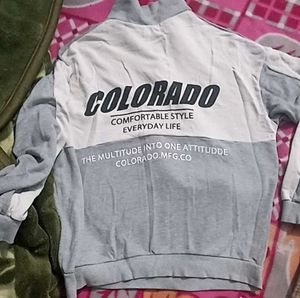 COLORADO
COMFORTABLE STYLE
EVERYDAY LIFE
THE MULTITUDE INTO ONE ATTITUDDE
COLORADO.MFG.CO